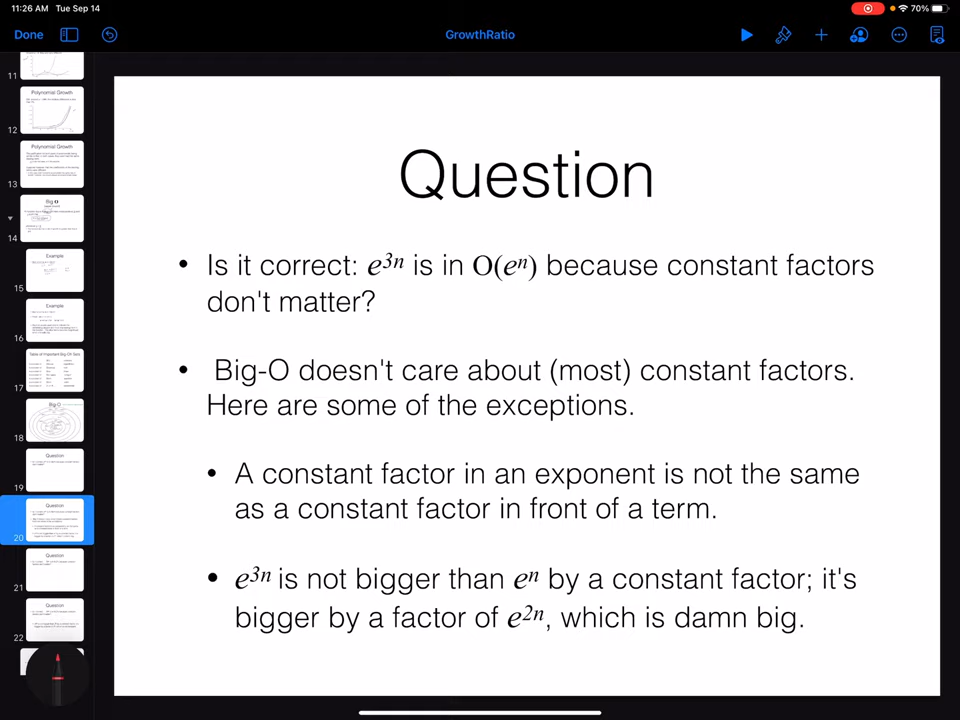 11:26 AM Tue Sep 14
70%
Done
GrowthRatio
11
Polynomial Growth
12
Polynomial Growth
13
Big O
14
Example
15
Example
16
Table of Important Big-Oh Sets
17
Big-O
18
Question
19
Question
20
Question
21
Question
22
Question
• Is it correct: e³ⁿ is in O(eⁿ) because constant factors
don't matter?
• Big-O doesn't care about (most) constant factors.
Here are some of the exceptions.
• A constant factor in an exponent is not the same
as a constant factor in front of a term.
• e³ⁿ is not bigger than eⁿ by a constant factor; it's
bigger by a factor of e²ⁿ, which is damn big.